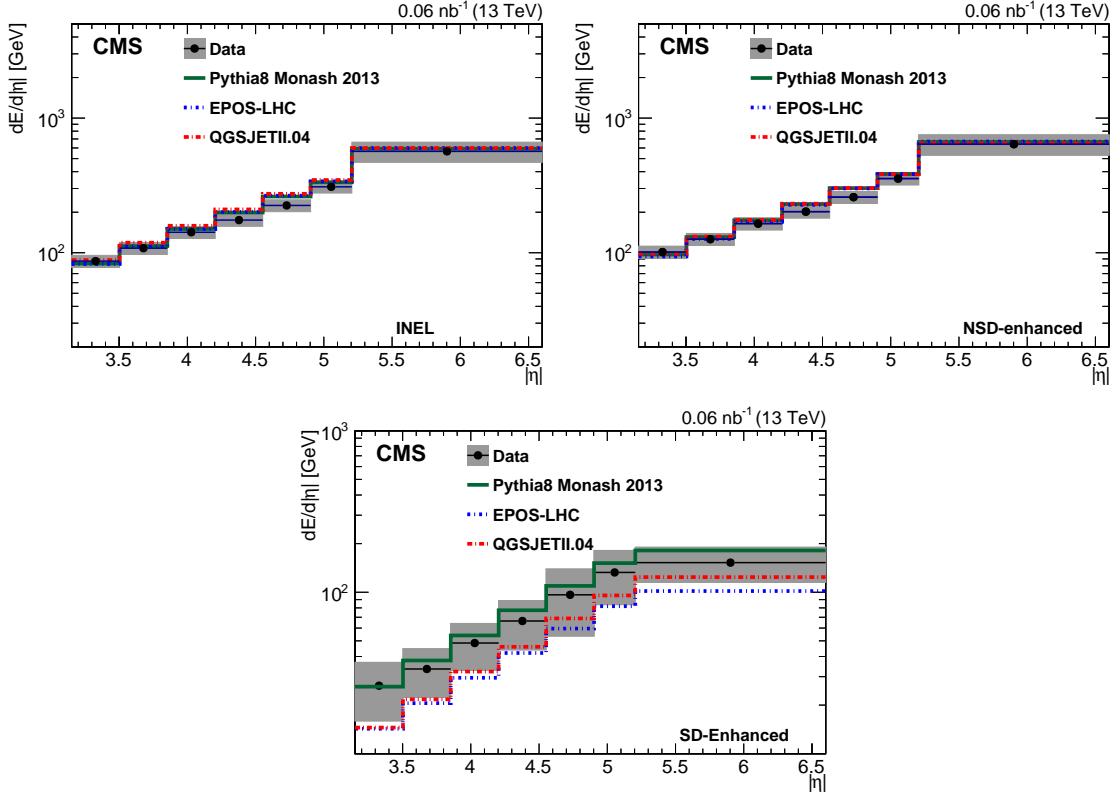 0.06 nb⁻¹ (13 TeV)
dE/d|η| [GeV]
CMS
Data
Pythia8 Monash 2013
EPOS-LHC
QGSJETII.04
10³
10²
INEL
3.5 4 4.5 5 5.5 6 6.5
|η|
0.06 nb⁻¹ (13 TeV)
dE/d|η| [GeV]
CMS
Data
Pythia8 Monash 2013
EPOS-LHC
QGSJETII.04
10³
10²
NSD-enhanced
3.5 4 4.5 5 5.5 6 6.5
|η|
0.06 nb⁻¹ (13 TeV)
10³
dE/d|η| [GeV]
CMS
Data
Pythia8 Monash 2013
EPOS-LHC
QGSJETII.04
10²
SD-Enhanced
3.5 4 4.5 5 5.5 6 6.5
|η|